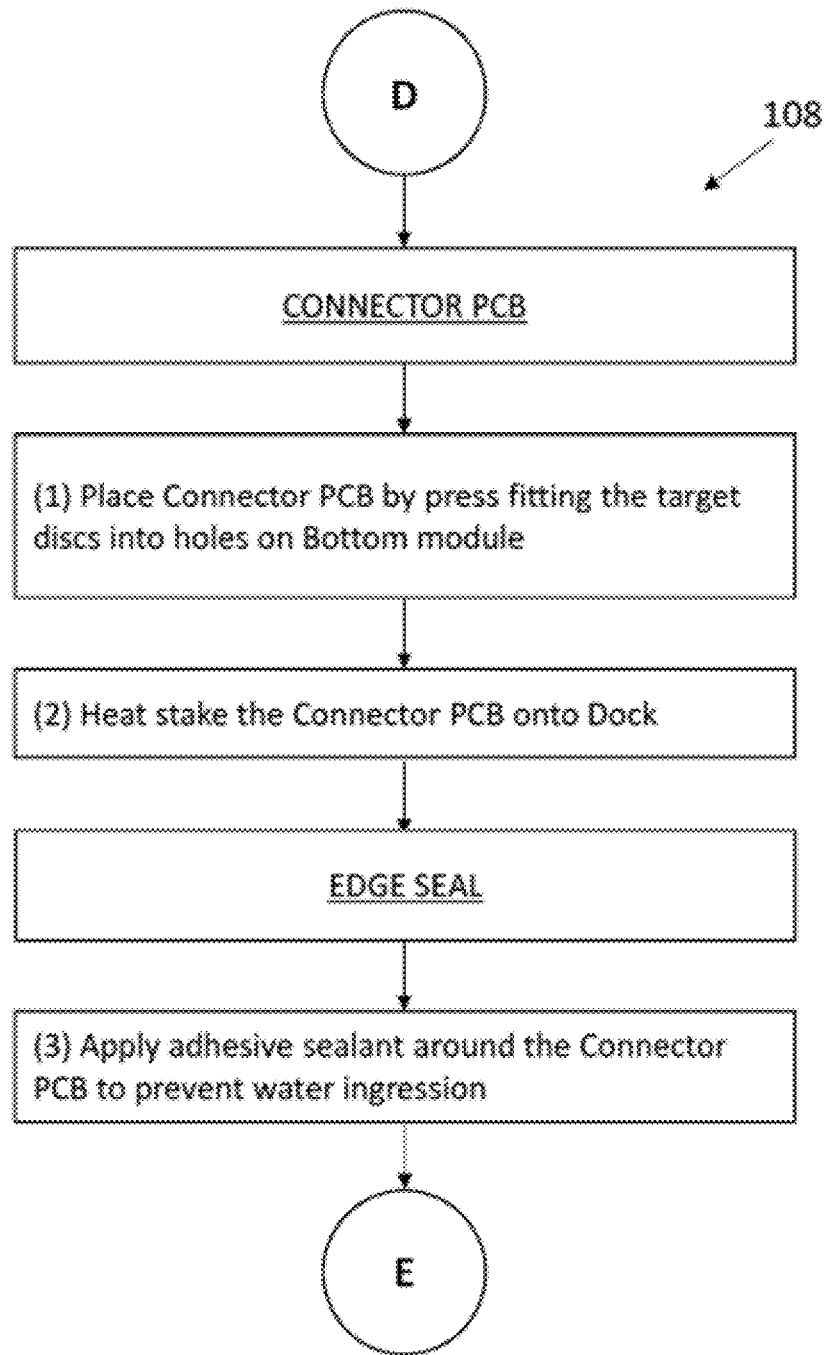 D
108
CONNECTOR PCB
(1) Place Connector PCB by press fitting the target
discs into holes on Bottom module
(2) Heat stake the Connector PCB onto Dock
EDGE SEAL
(3) Apply adhesive sealant around the Connector
PCB to prevent water ingression
E